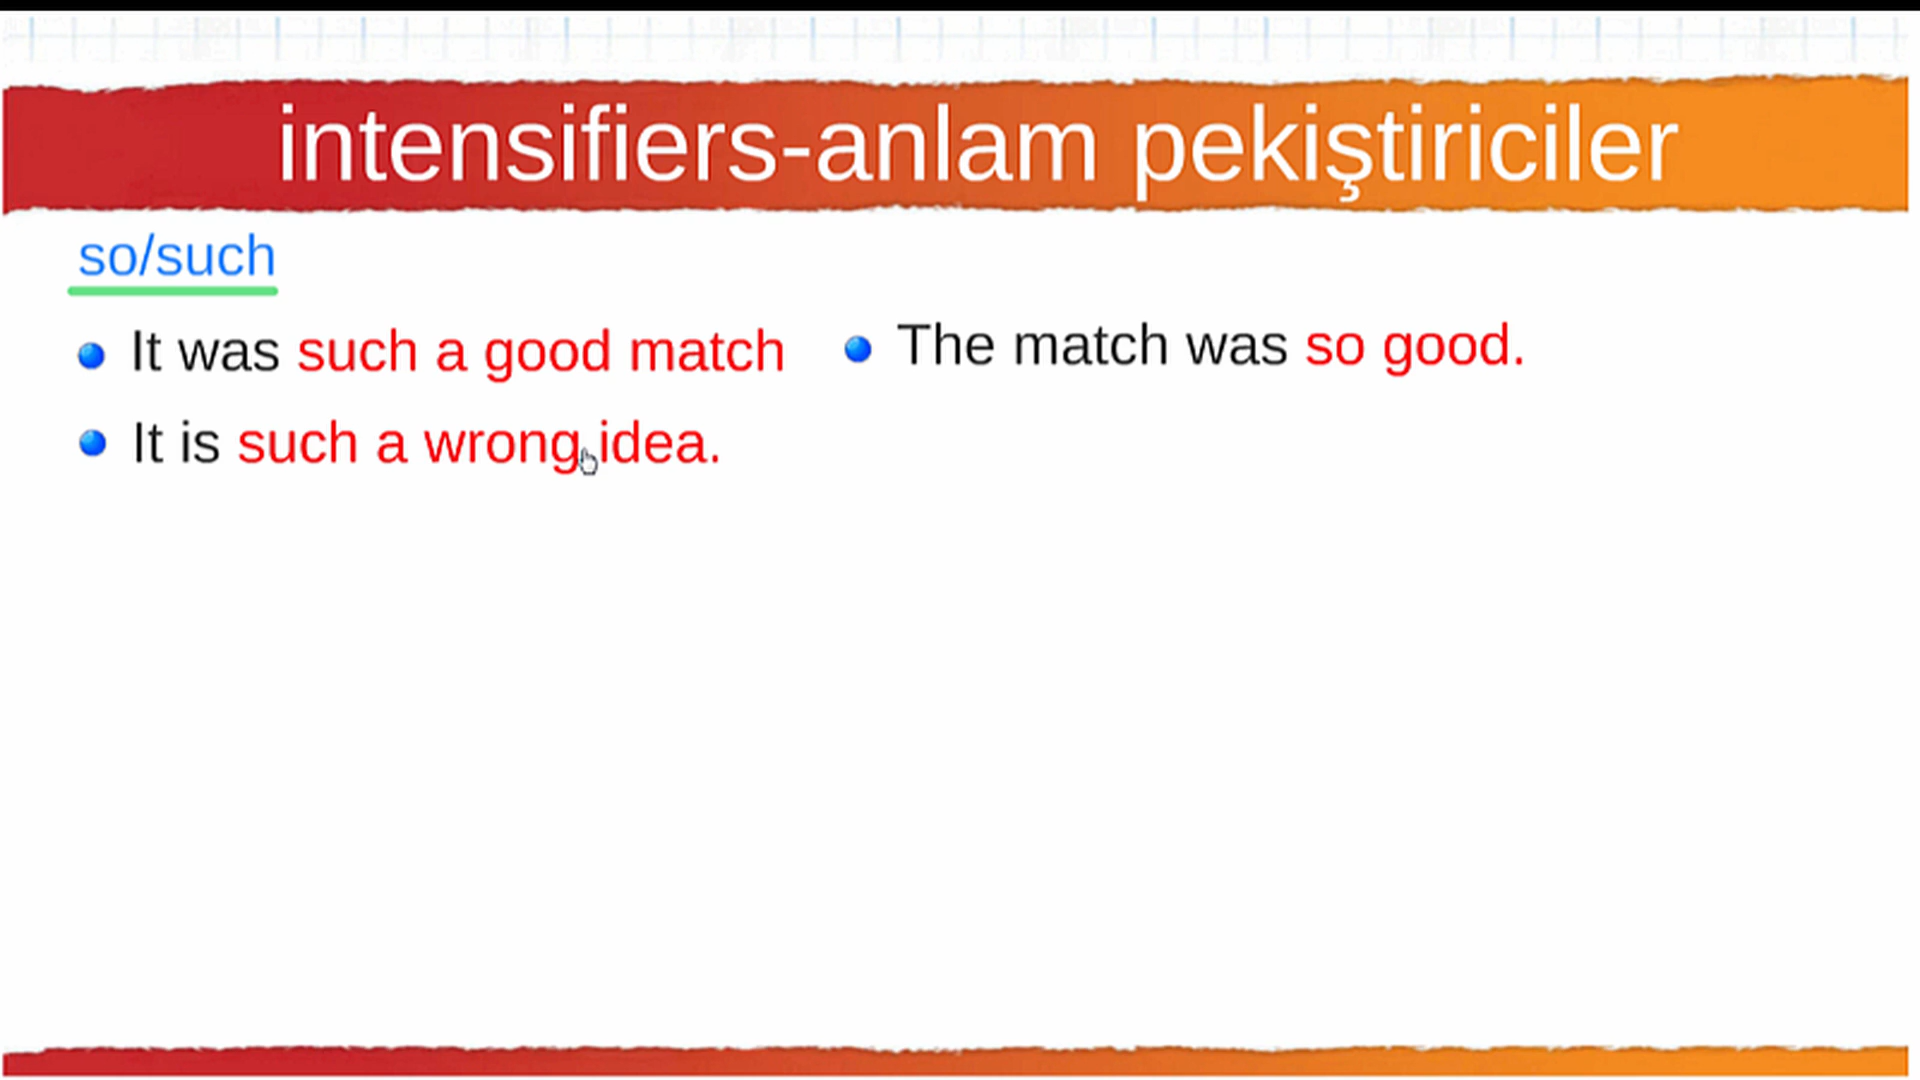 intensifiers-anlam pekiştiriciler
so/such
It was such a good match
The match was so good.
It is such a wrong idea.